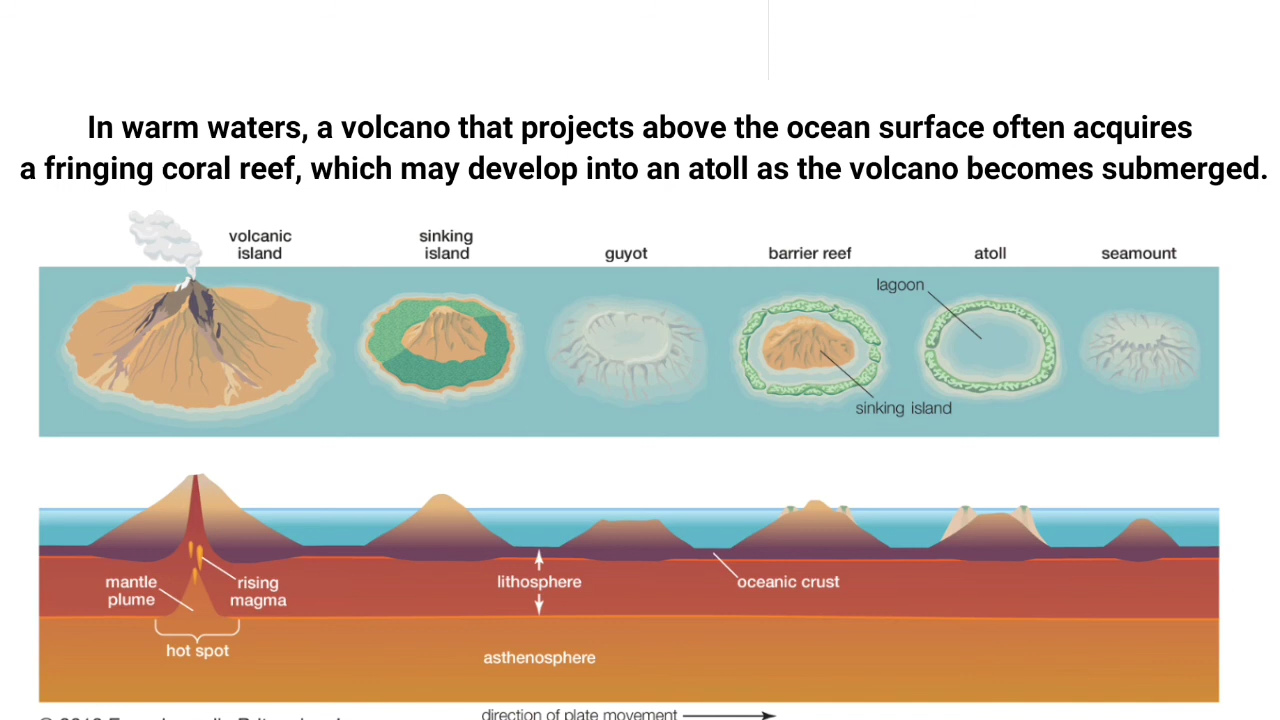 In warm waters, a volcano that projects above the ocean surface often acquires
a fringing coral reef, which may develop into an atoll as the volcano becomes submerged.
volcanic
island
sinking
island
guyot
barrier reef
atoll
seamount
lagoon
sinking island
mantle
plume
rising
magma
lithosphere
oceanic crust
hot spot
asthenosphere
direction of plate movement